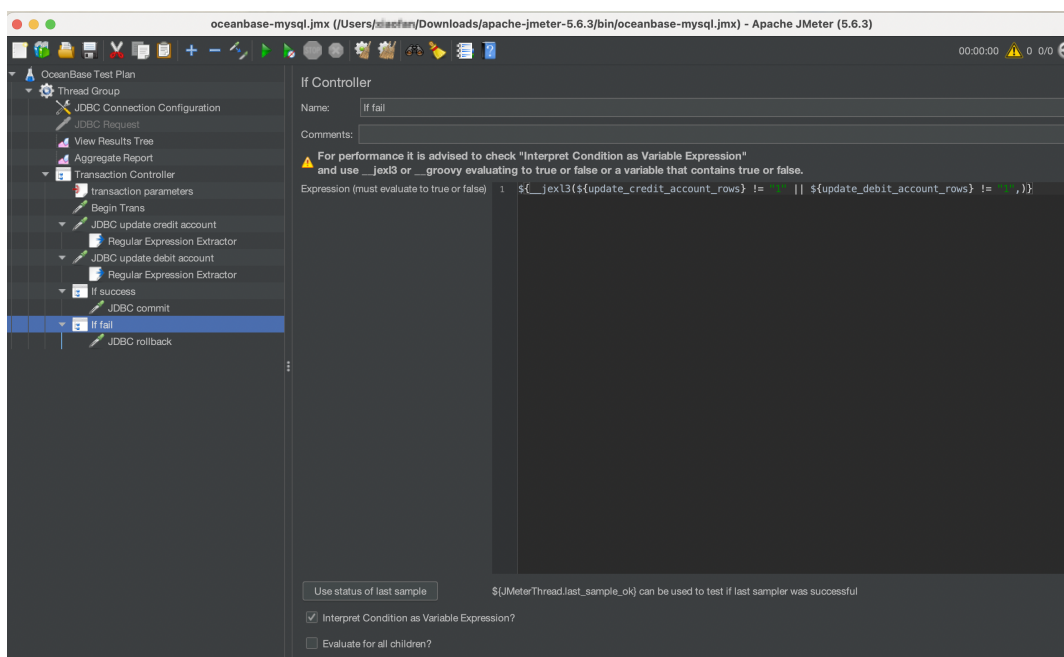 oceanbase-mysql.jmx (/Users/ /Downloads/apache-jmeter-5.6.3/bin/oceanbase-mysql.jmx) - Apache JMeter (5.6.3)
00:00:00 0 0/0
OceanBase Test Plan
Thread Group
JDBC Connection Configuration
JDBC Request
View Results Tree
Aggregate Report
Transaction Controller
transaction parameters
Begin Trans
JDBC update credit account
Regular Expression Extractor
JDBC update debit account
Regular Expression Extractor
If success
JDBC commit
If fail
JDBC rollback
If Controller
Name: If fail
Comments:
For performance it is advised to check "Interpret Condition as Variable Expression"
and use __jexl3 or __groovy evaluating to true or false or a variable that contains true or false.
Expression (must evaluate to true or false) 1 ${__jexl3(${update_credit_account_rows} != "1" || ${update_debit_account_rows} != "1",)}
Use status of last sample ${JMeterThread.last_sample_ok} can be used to test if last sampler was successful
Interpret Condition as Variable Expression?
Evaluate for all children?